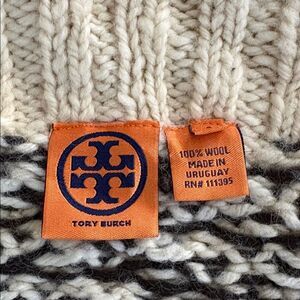 TORY BURCH
100% WOOL
MADE IN
URUGUAY
RN# 111395